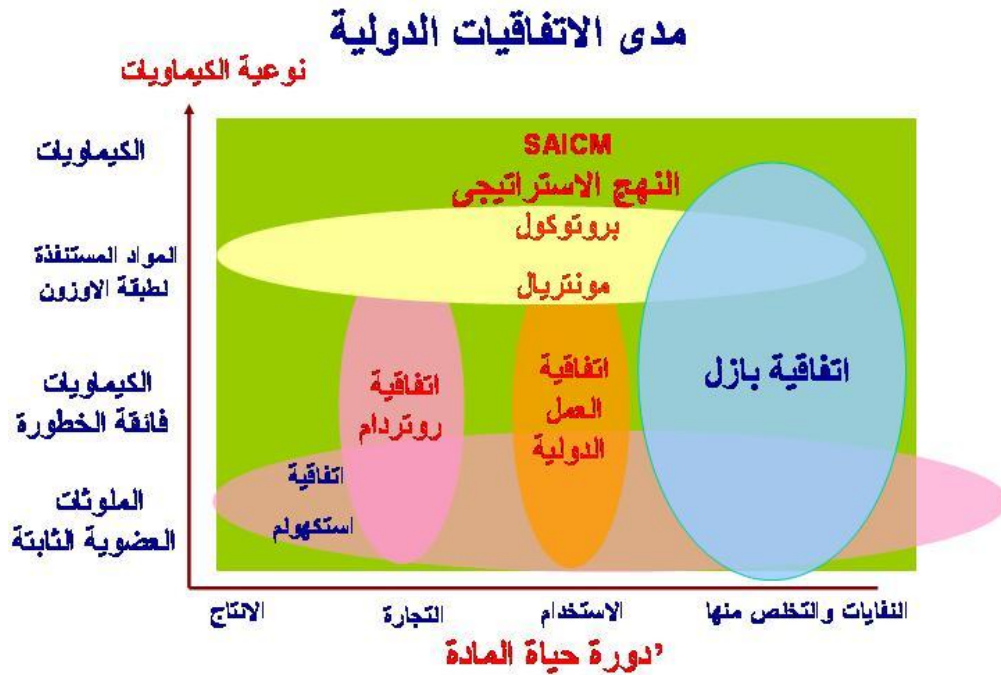 مدى الاتفاقيات الدولية
نوعية الكيماويات
الكيماويات
SAICM
النهج الاستراتيجي
بروتوكول
مونتريال
المواد المستنفذة
لطبقة الاوزون
الكيماويات
فائقة الخطورة
اتفاقية
روتردام
اتفاقية
العمل
الدولية
اتفاقية بازل
الملوثات
العضوية الثابتة
اتفاقية
استكهولم
الانتاج
التجارة
الاستخدام
النفايات والتخلص منها
دورة حياة المادة'